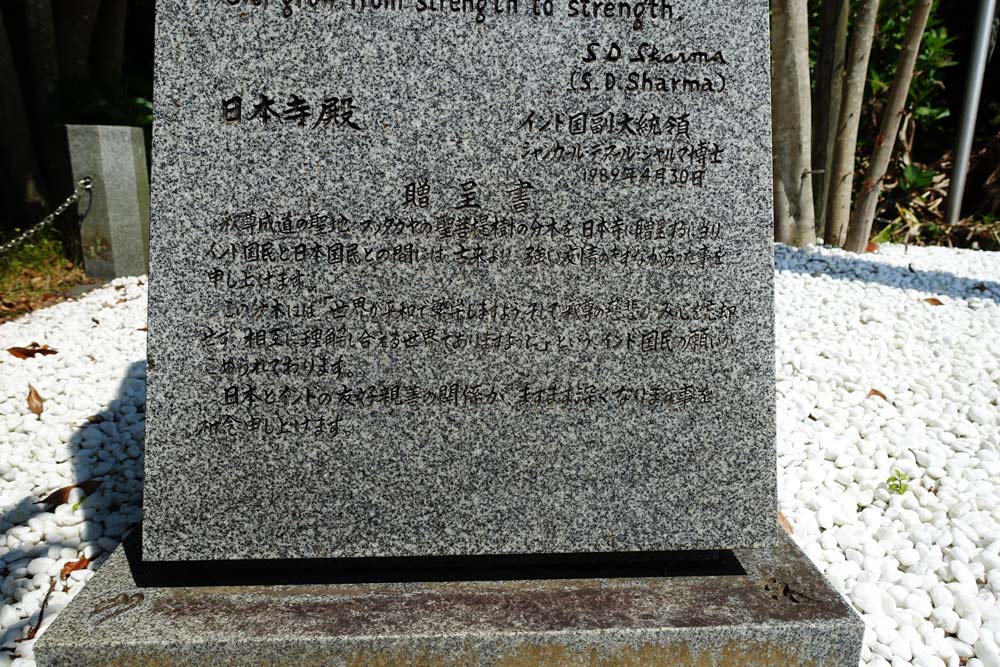 grow from strength to strength.
S D Sharma
(S.D.Sharma)
日本寺殿
インド国副大統領
シャンカール・デヤル・シャルマ博士
1989年4月30日
贈呈書
釈尊成道の聖地ブッダガヤの聖菩提樹の分木を日本寺に贈呈するに当り
インド国民と日本国民との間には、古来より、強い友情のきずながあった事を
申し上げます。
この分木には「世界が平和で繁栄しますよう、そして 慈悲の み心を忘却
せず、相互に理解し合える世界でありますように。」という、インド国民の願いが
こめられております。
日本とインドの友好親善の関係が、ますます、深くなります事を
祈念申し上げます